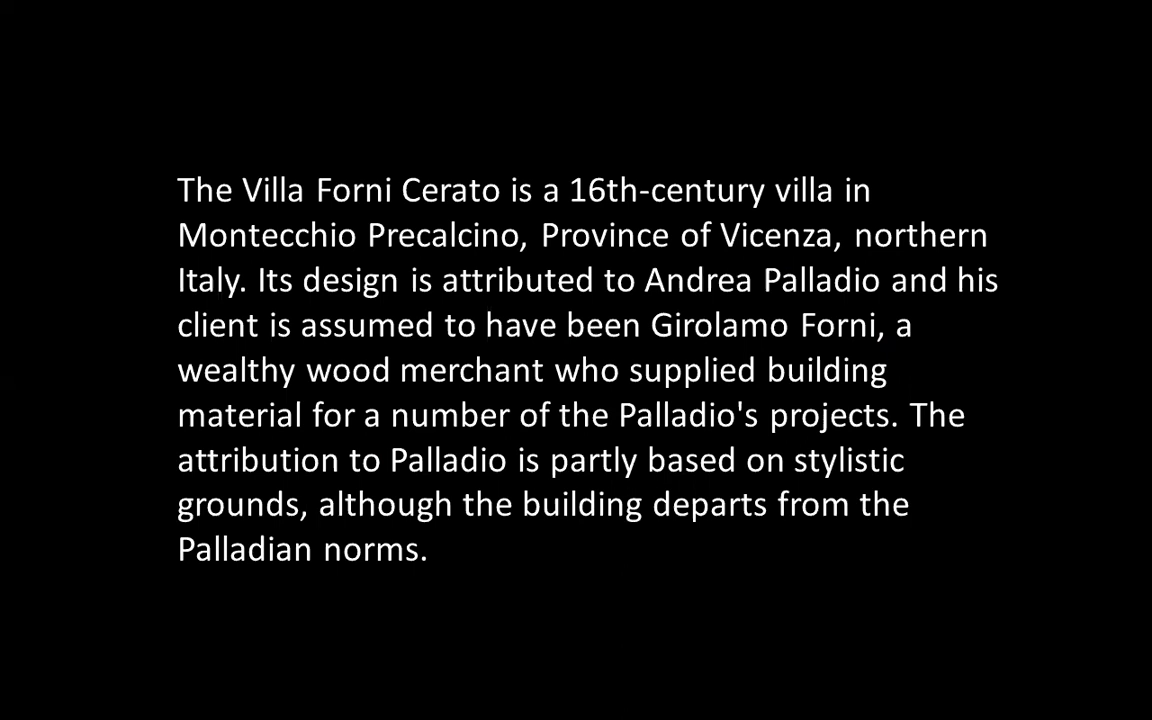 The Villa Forni Cerato is a 16th-century villa in
Montecchio Precalcino, Province of Vicenza, northern
Italy. Its design is attributed to Andrea Palladio and his
client is assumed to have been Girolamo Forni, a
wealthy wood merchant who supplied building
material for a number of the Palladio's projects. The
attribution to Palladio is partly based on stylistic
grounds, although the building departs from the
Palladian norms.